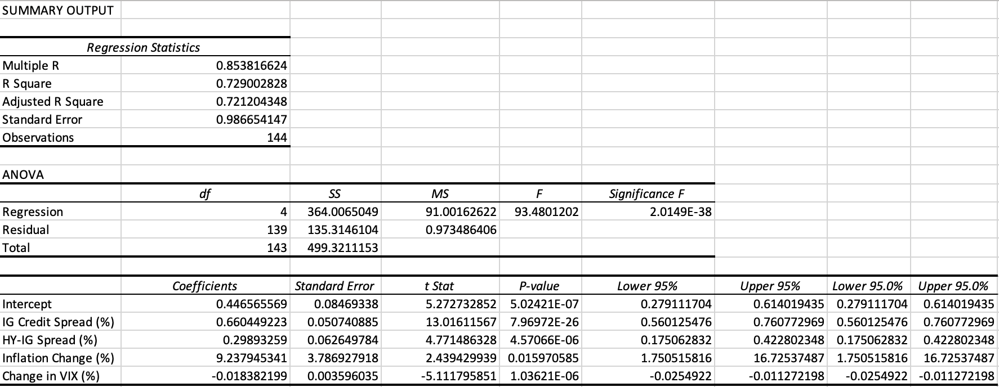 SUMMARY OUTPUT
Regression Statistics
Multiple R 0.853816624
R Square 0.729002828
Adjusted R Square 0.721204348
Standard Error 0.986654147
Observations 144
ANOVA
df SS MS F Significance F
Regression 4 364.0065049 91.00162622 93.4801202 2.0149E-38
Residual 139 135.3146104 0.973486406
Total 143 499.3211153
Coefficients Standard Error t Stat P-value Lower 95% Upper 95% Lower 95.0% Upper 95.0%
Intercept 0.446565569 0.08469338 5.272732852 5.02421E-07 0.279111704 0.614019435 0.279111704 0.614019435
IG Credit Spread (%) 0.660449223 0.050740885 13.01611567 7.96972E-26 0.560125476 0.760772969 0.560125476 0.760772969
HY-IG Spread (%) 0.29893259 0.062649784 4.771486328 4.57066E-06 0.175062832 0.422802348 0.175062832 0.422802348
Inflation Change (%) 9.237945341 3.786927918 2.439429939 0.015970585 1.750515816 16.72537487 1.750515816 16.72537487
Change in VIX (%) -0.018382199 0.003596035 -5.111795851 1.03621E-06 -0.0254922 -0.011272198 -0.0254922 -0.011272198